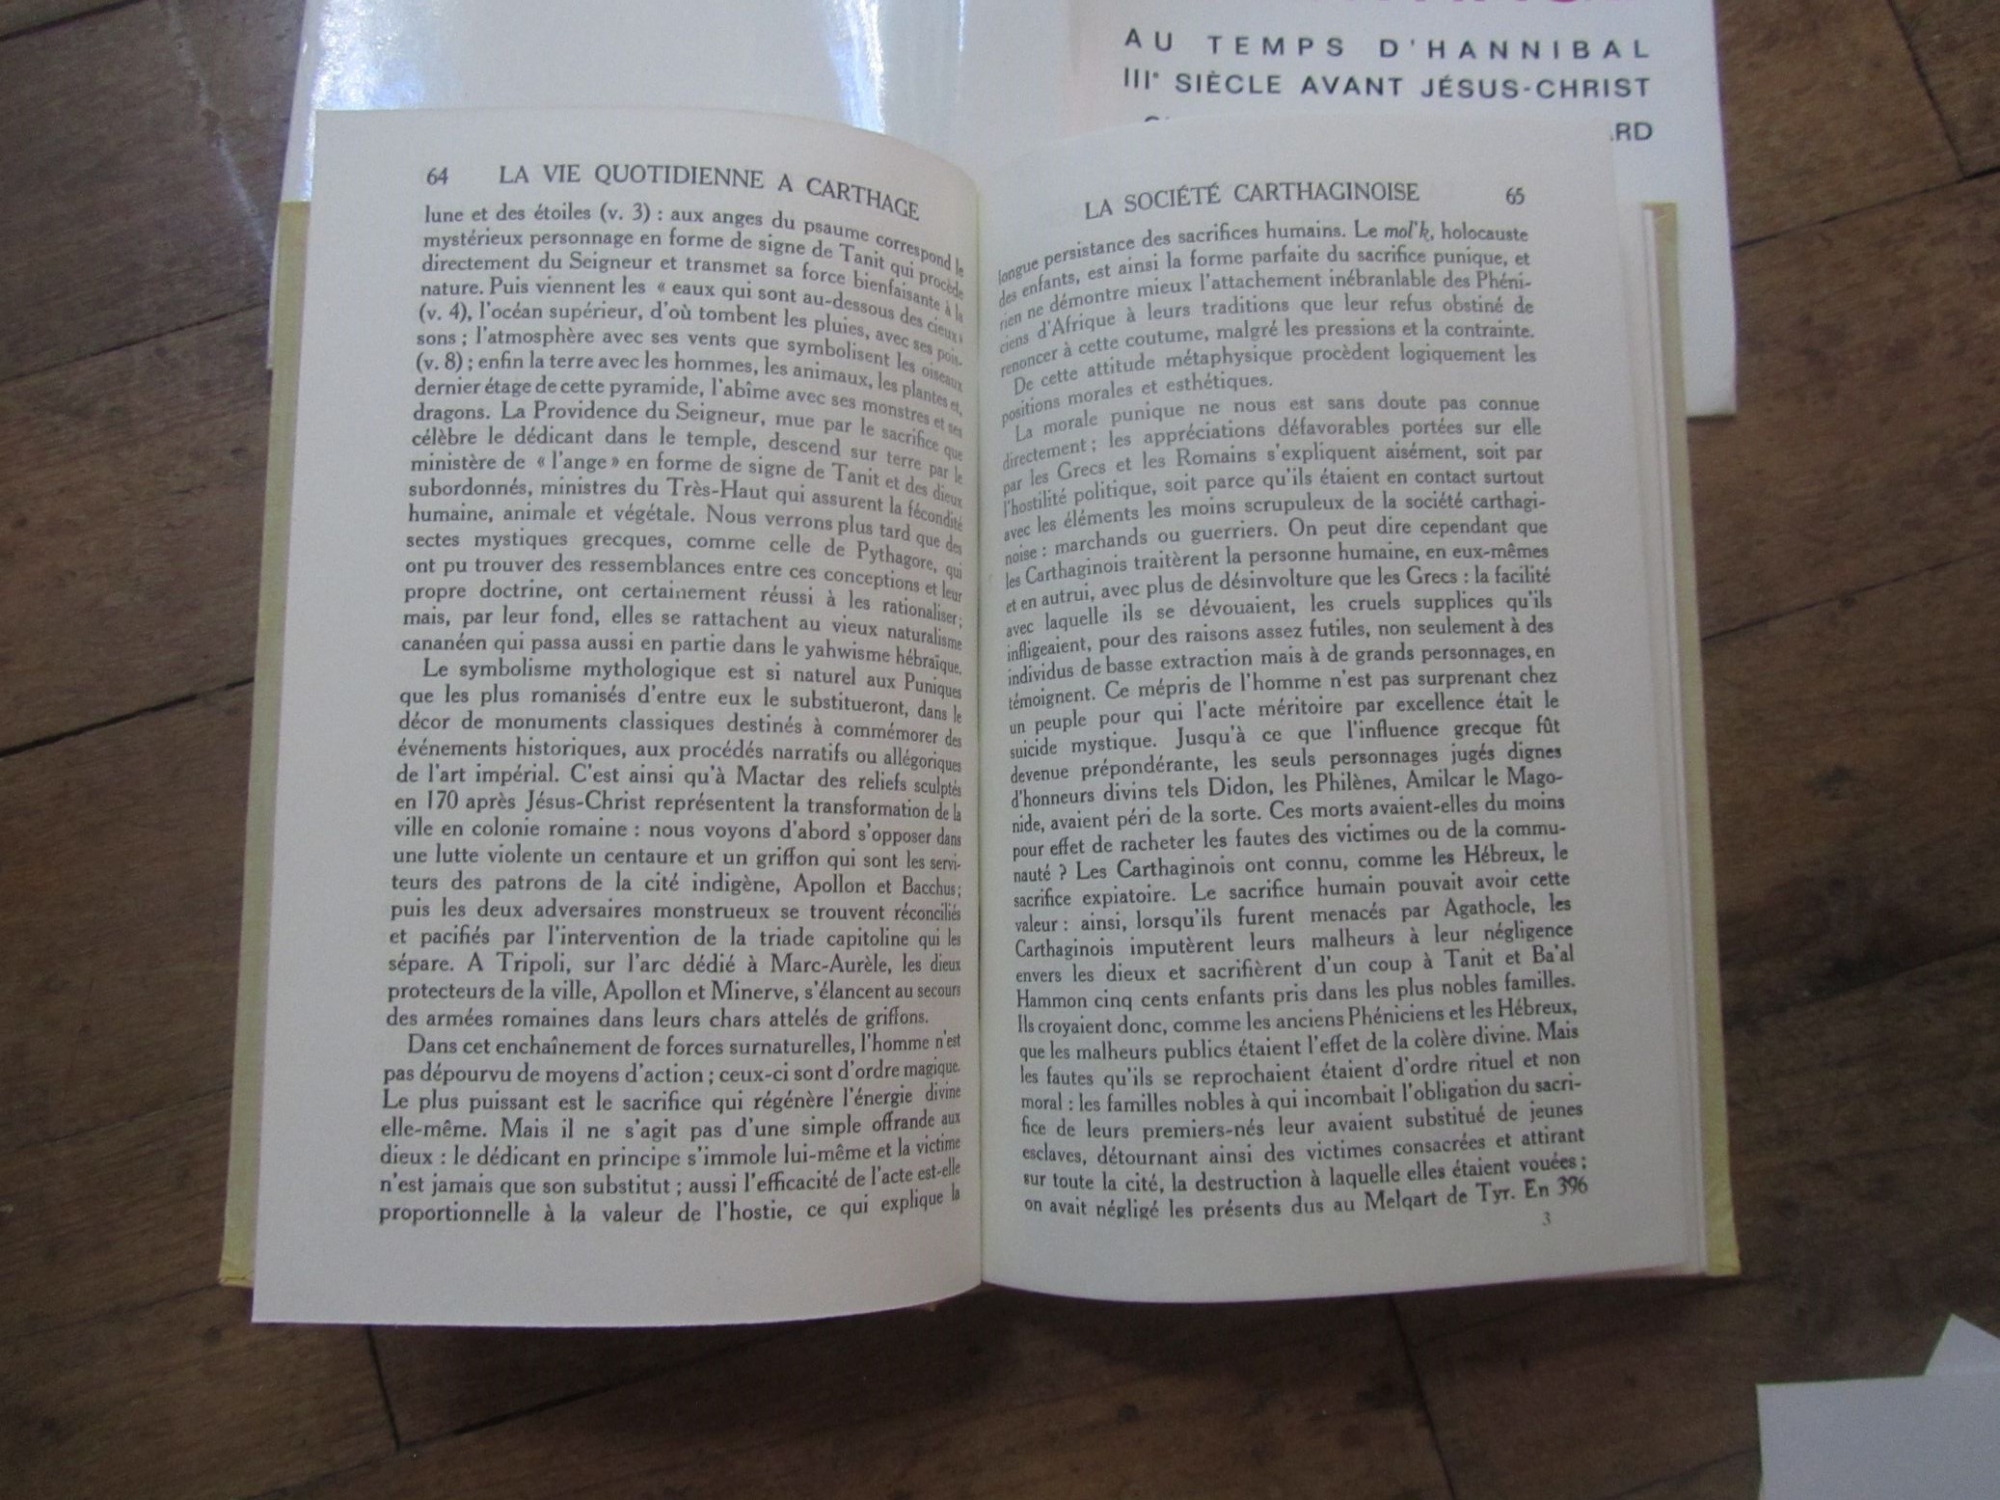 AU TEMPS D'HANNIBAL
IIIe SIÈCLE AVANT JÉSUS-CHRIST
ARD
64 LA VIE QUOTIDIENNE A CARTHAGE
lune et des étoiles (v. 3) : aux anges du psaume correspond le
mystérieux personnage en forme de signe de Tanit qui procède
directement du Seigneur et transmet sa force bienfaisante à la
nature. Puis viennent les « eaux qui sont au-dessous des cieux »
(v. 4), l'océan supérieur, d'où tombent les pluies, avec ses pois-
sons ; l'atmosphère avec ses vents que symbolisent les oiseaux
(v. 8) ; enfin la terre avec les hommes, les animaux, les plantes et,
dernier étage de cette pyramide, l'abîme avec ses monstres et ses
dragons. La Providence du Seigneur, mue par le sacrifice que
célèbre le dédicant dans le temple, descend sur terre par le
ministère de « l'ange » en forme de signe de Tanit et des dieux
subordonnés, ministres du Très-Haut qui assurent la fécondité
humaine, animale et végétale. Nous verrons plus tard que des
sectes mystiques grecques, comme celle de Pythagore, qui
ont pu trouver des ressemblances entre ces conceptions et leur
propre doctrine, ont certainement réussi à les rationaliser ;
mais, par leur fond, elles se rattachent au vieux naturalisme
cananéen qui passa aussi en partie dans le yahwisme hébraïque.
Le symbolisme mythologique est si naturel aux Puniques
que les plus romanisés d'entre eux le substitueront, dans le
décor de monuments classiques destinés à commémorer des
événements historiques, aux procédés narratifs ou allégoriques
de l'art impérial. C'est ainsi qu'à Mactar des reliefs sculptés
en 170 après Jésus-Christ représentent la transformation de la
ville en colonie romaine : nous voyons d'abord s'opposer dans
une lutte violente un centaure et un griffon qui sont les servi-
teurs des patrons de la cité indigène, Apollon et Bacchus ;
puis les deux adversaires monstrueux se trouvent réconciliés
et pacifiés par l'intervention de la triade capitoline qui les
sépare. A Tripoli, sur l'arc dédié à Marc-Aurèle, les dieux
protecteurs de la ville, Apollon et Minerve, s'élancent au secours
des armées romaines dans leurs chars attelés de griffons.
Dans cet enchaînement de forces surnaturelles, l'homme n'est
pas dépourvu de moyens d'action ; ceux-ci sont d'ordre magique.
Le plus puissant est le sacrifice qui régénère l'énergie divine
elle-même. Mais il ne s'agit pas d'une simple offrande aux
dieux : le dédicant en principe s'immole lui-même et la victime
n'est jamais que son substitut ; aussi l'efficacité de l'acte est-elle
proportionnelle à la valeur de l'hostie, ce qui explique la
LA SOCIÉTÉ CARTHAGINOISE 65
longue persistance des sacrifices humains. Le mol'k, holocauste
des enfants, est ainsi la forme parfaite du sacrifice punique, et
rien ne démontre mieux l'attachement inébranlable des Phéni-
ciens d'Afrique à leurs traditions que leur refus obstiné de
renoncer à cette coutume, malgré les pressions et la contrainte.
De cette attitude métaphysique procèdent logiquement les
positions morales et esthétiques.
La morale punique ne nous est sans doute pas connue
directement ; les appréciations défavorables portées sur elle
par les Grecs et les Romains s'expliquent aisément, soit par
l'hostilité politique, soit parce qu'ils étaient en contact surtout
avec les éléments les moins scrupuleux de la société carthagi-
noise : marchands ou guerriers. On peut dire cependant que
les Carthaginois traitèrent la personne humaine, en eux-mêmes
et en autrui, avec plus de désinvolture que les Grecs : la facilité
avec laquelle ils se dévouaient, les cruels supplices qu'ils
infligeaient, pour des raisons assez futiles, non seulement à des
individus de basse extraction mais à de grands personnages, en
témoignent. Ce mépris de l'homme n'est pas surprenant chez
un peuple pour qui l'acte méritoire par excellence était le
suicide mystique. Jusqu'à ce que l'influence grecque fût
devenue prépondérante, les seuls personnages jugés dignes
d'honneurs divins tels Didon, les Philènes, Amilcar le Mago-
nide, avaient péri de la sorte. Ces morts avaient-elles du moins
pour effet de racheter les fautes des victimes ou de la commu-
nauté ? Les Carthaginois ont connu, comme les Hébreux, le
sacrifice expiatoire. Le sacrifice humain pouvait avoir cette
valeur : ainsi, lorsqu'ils furent menacés par Agathocle, les
Carthaginois imputèrent leurs malheurs à leur négligence
envers les dieux et sacrifièrent d'un coup à Tanit et Ba'al
Hammon cinq cents enfants pris dans les plus nobles familles.
Ils croyaient donc, comme les anciens Phéniciens et les Hébreux,
que les malheurs publics étaient l'effet de la colère divine. Mais
les fautes qu'ils se reprochaient étaient d'ordre rituel et non
moral : les familles nobles à qui incombait l'obligation du sacri-
fice de leurs premiers-nés leur avaient substitué de jeunes
esclaves, détournant ainsi des victimes consacrées et attirant
sur toute la cité, la destruction à laquelle elles étaient vouées ;
on avait négligé les présents dus au Melqart de Tyr. En 396
3